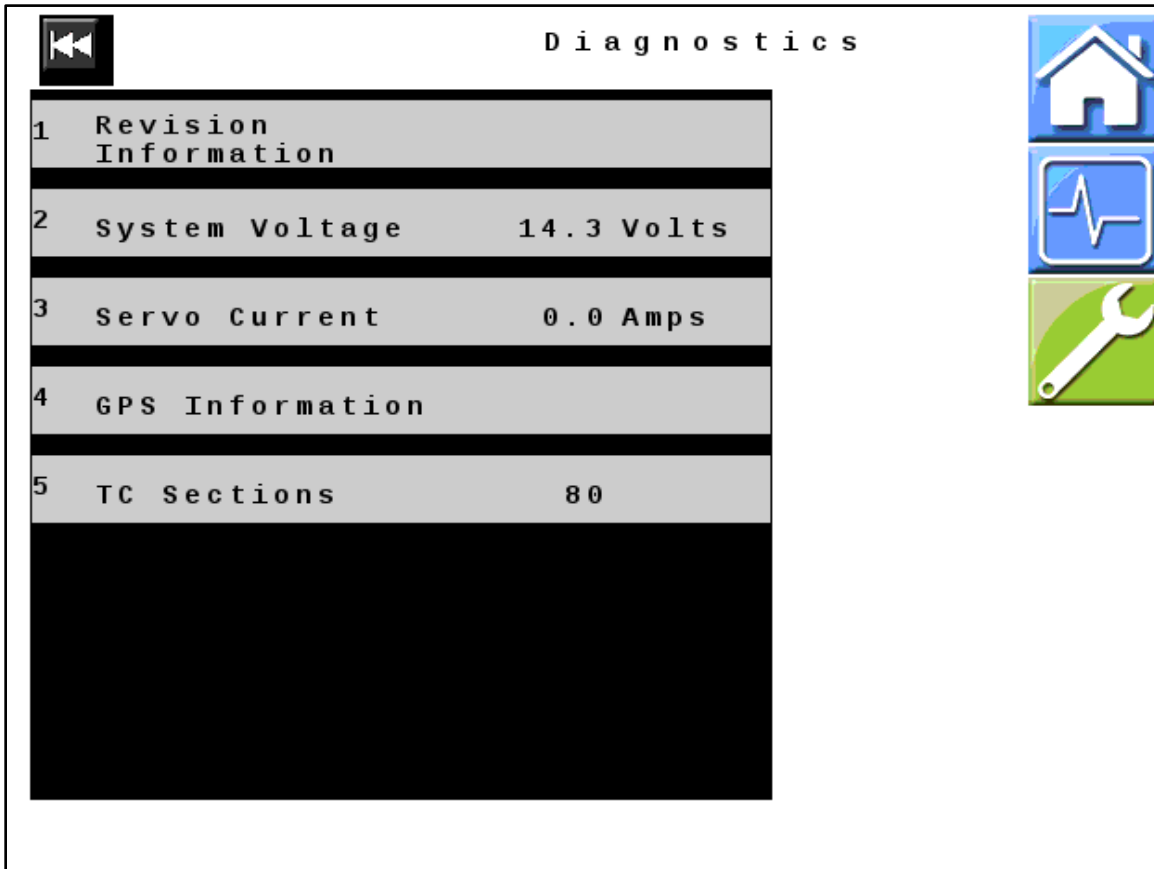 Diagnostics
1 Revision
Information
2 System Voltage 14.3 Volts
3 Servo Current 0.0 Amps
4 GPS Information
5 TC Sections 80